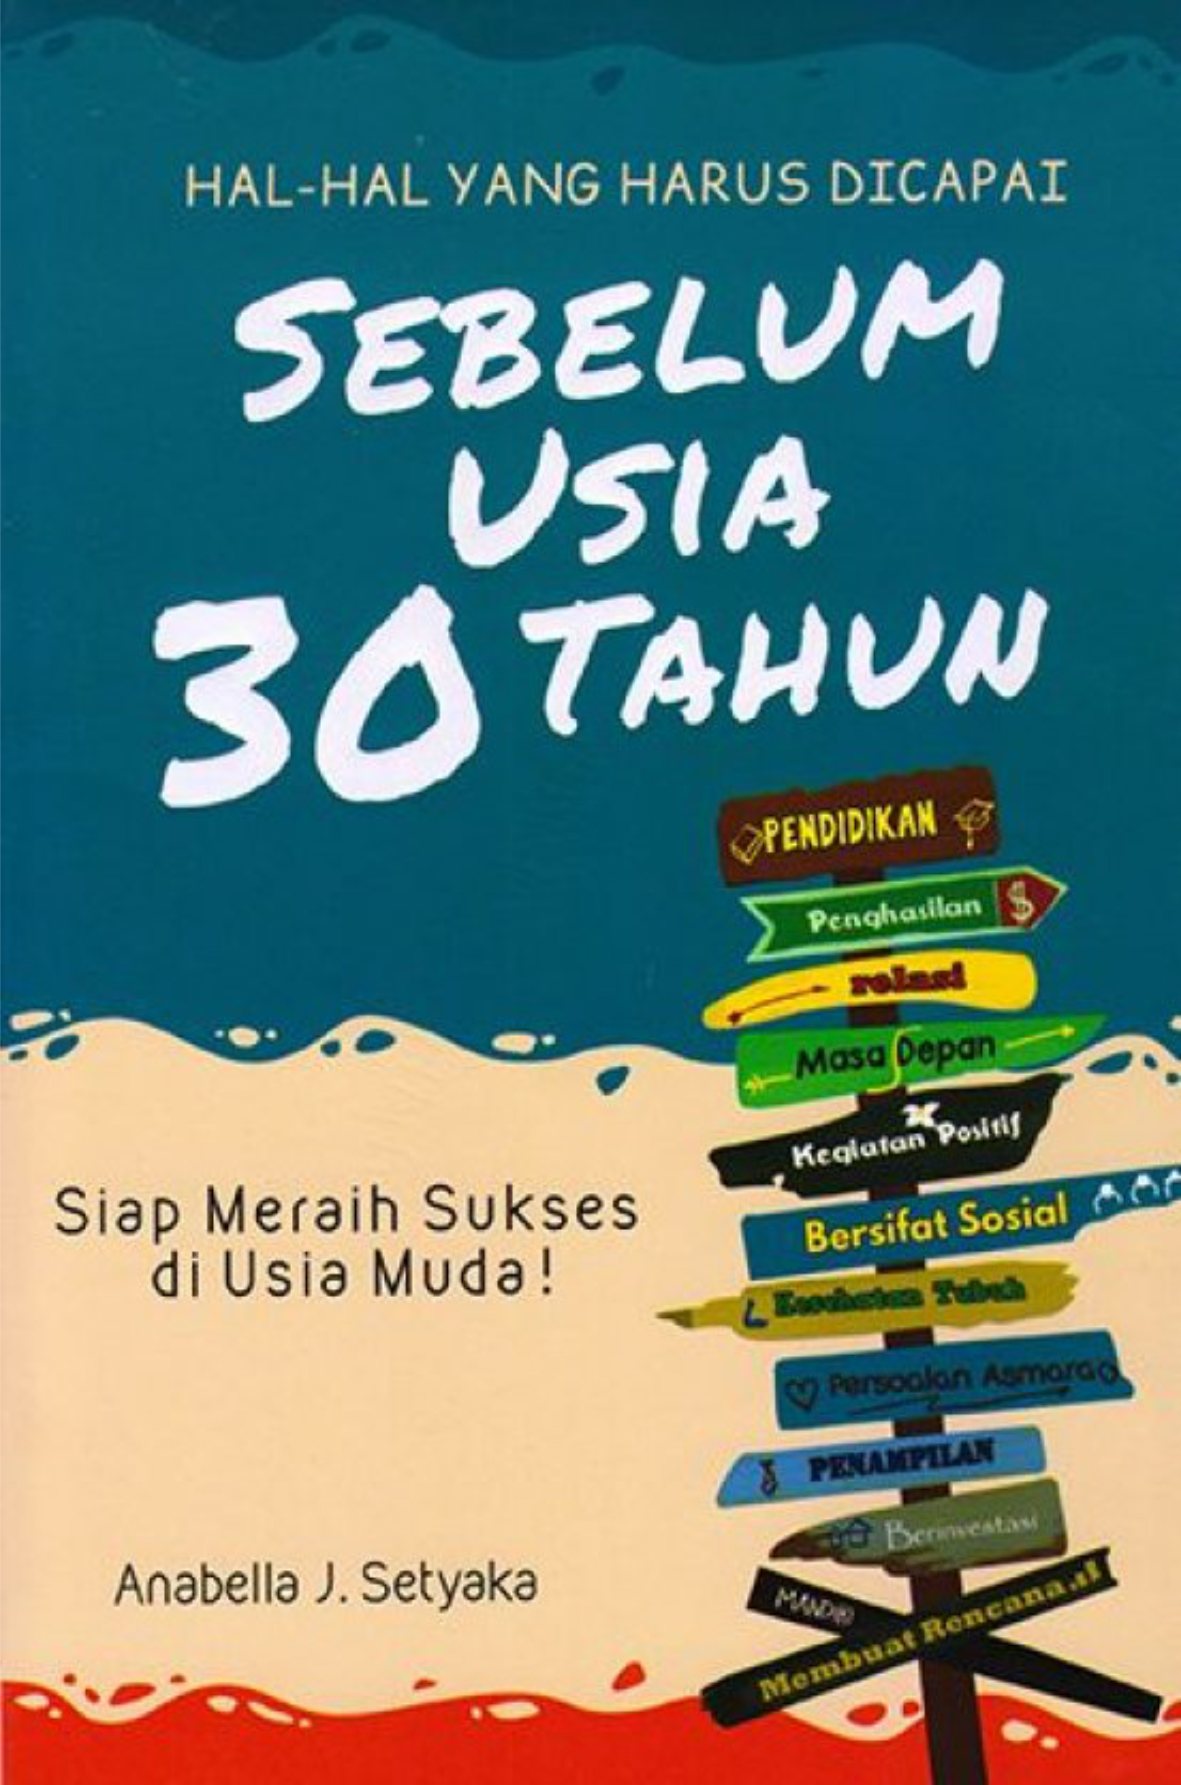 HAL-HAL YANG HARUS DICAPAI
SEBELUM
USIA
30 TAHUN
PENDIDIKAN
Penghasilan $
relasi
Masa Depan
Kegiatan Positif
Bersifat Sosial
Kesehatan Tubuh
Persoalan Asmara
PENAMPILAN
Berinvestasi
MANDIRI
Membuat Rencana
Siap Meraih Sukses
di Usia Muda!
Anabella J. Setyaka